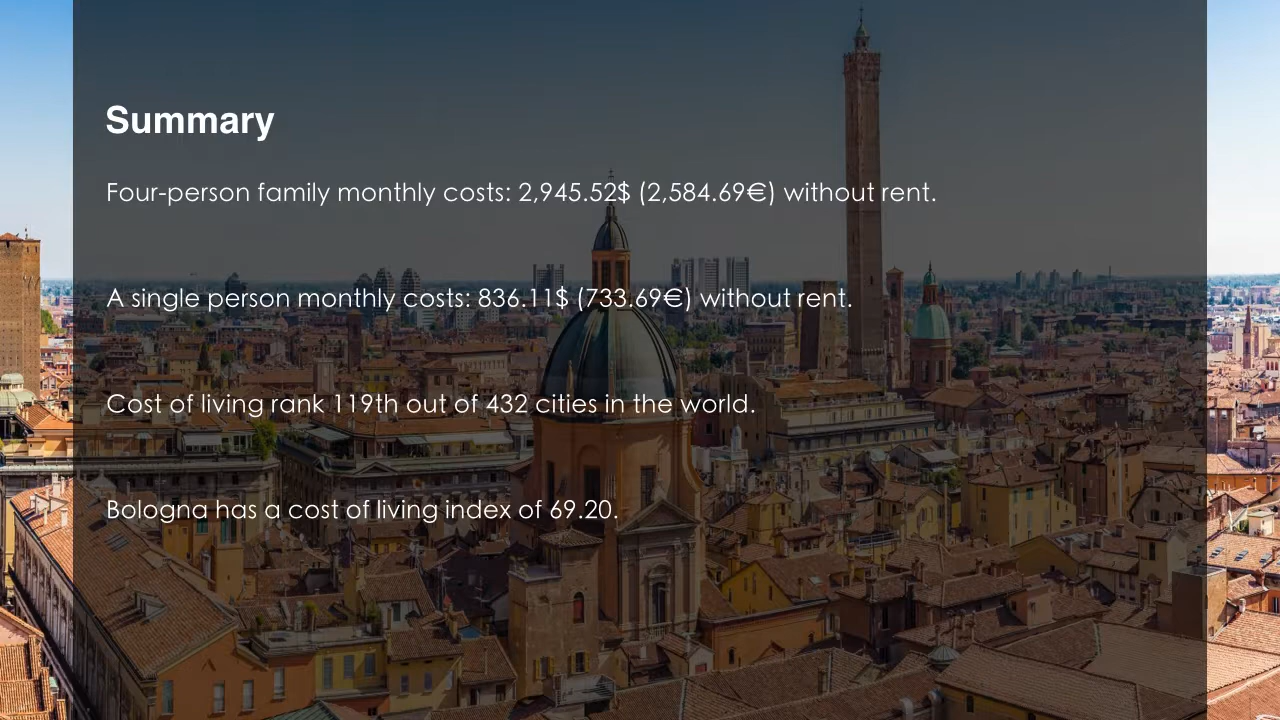 Summary
Four-person family monthly costs: 2,945.52$ (2,584.69€) without rent.
A single person monthly costs: 836.11$ (733.69€) without rent.
Cost of living rank 119th out of 432 cities in the world.
Bologna has a cost of living index of 69.20.